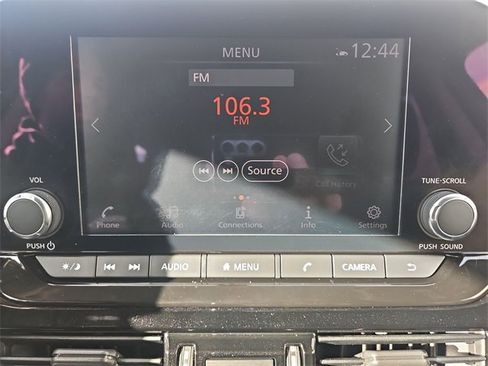 MENU
12:44
FM
106.3
FM
Source
Call History
VOL
TUNE-SCROLL
PUSH
PUSH SOUND
Phone
Audio
Connections
Info
Settings
AUDIO
MENU
CAMERA